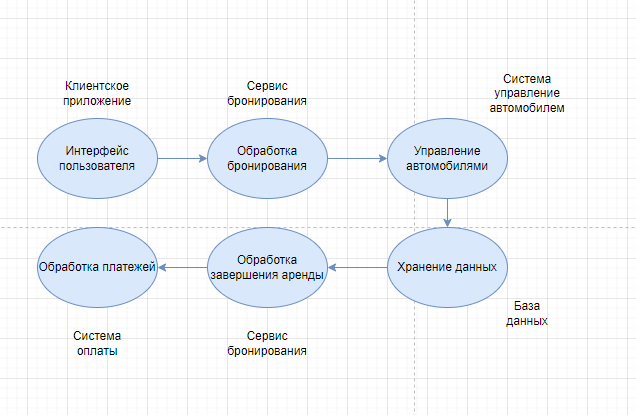 Клиентское
приложение
Сервис
бронирования
Система
управление
автомобилем
Интерфейс
пользователя
Обработка
бронирования
Управление
автомобилями
Обработка платежей
Обработка
завершения аренды
Хранение данных
База
данных
Система
оплаты
Сервис
бронирования